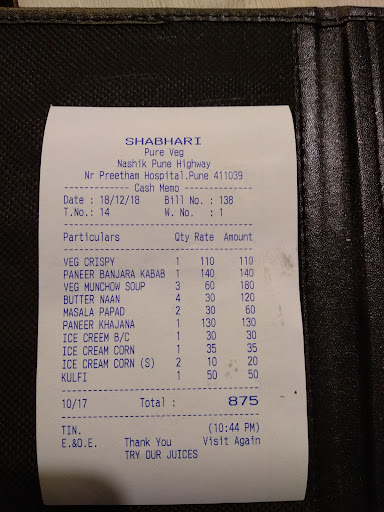 SHABHARI
Pure Veg
Nashik Pune Highway
Nr Preetham Hospital,Pune 411039
------------- Cash Memo -------------
Date : 18/12/18 Bill No. : 138
T.No.: 14 W. No. : 1
Particulars Qty Rate Amount
VEG CRISPY 1 110 110
PANEER BANJARA KABAB 1 140 140
VEG MUNCHOW SOUP 3 60 180
BUTTER NAAN 4 30 120
MASALA PAPAD 2 30 60
PANEER KHAJANA 1 130 130
ICE CREEM B/C 1 30 30
ICE CREAM CORN 1 35 35
ICE CREAM CORN (S) 2 10 20
KULFI 1 50 50
10/17 Total : 875
TIN. (10:44 PM)
E.&O.E. Thank You Visit Again
TRY OUR JUICES